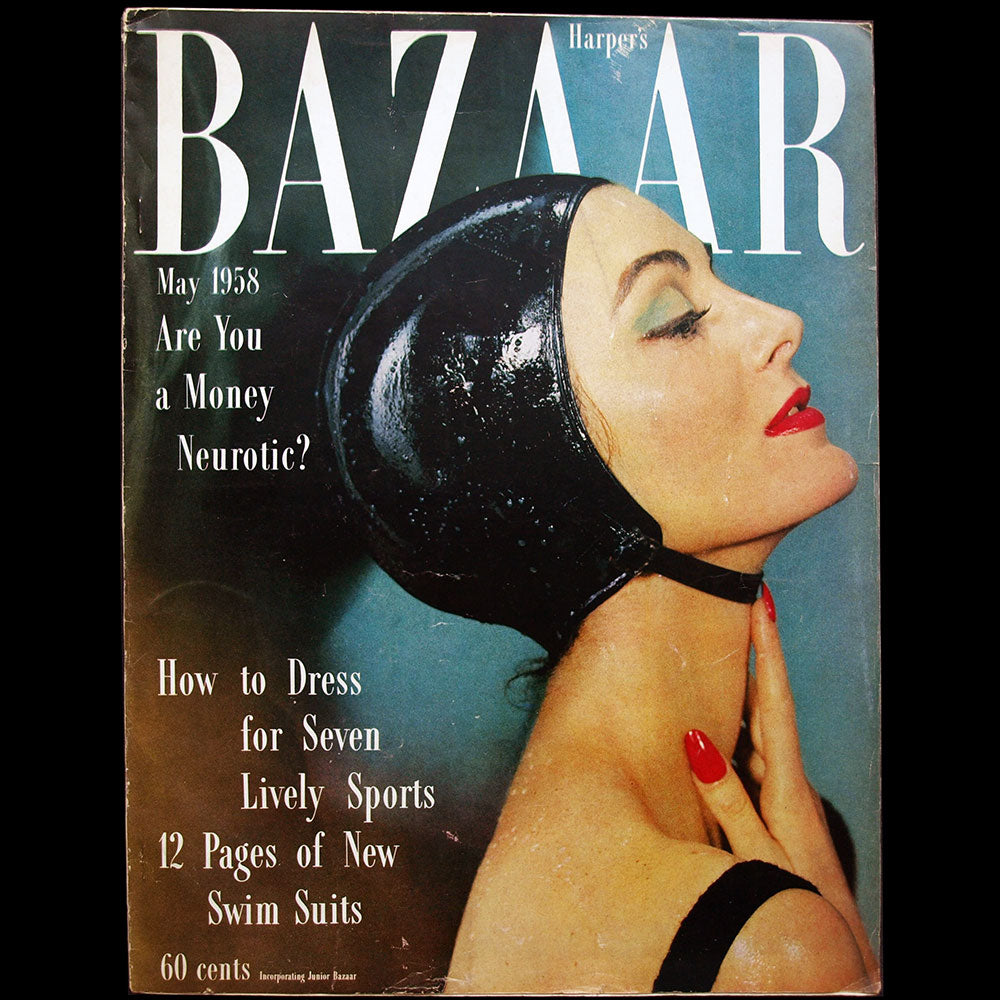 Harper's
BAZAAR
May 1958
Are You
a Money
Neurotic?
How to Dress
for Seven
Lively Sports
12 Pages of New
Swim Suits
60 cents Incorporating Junior Bazaar